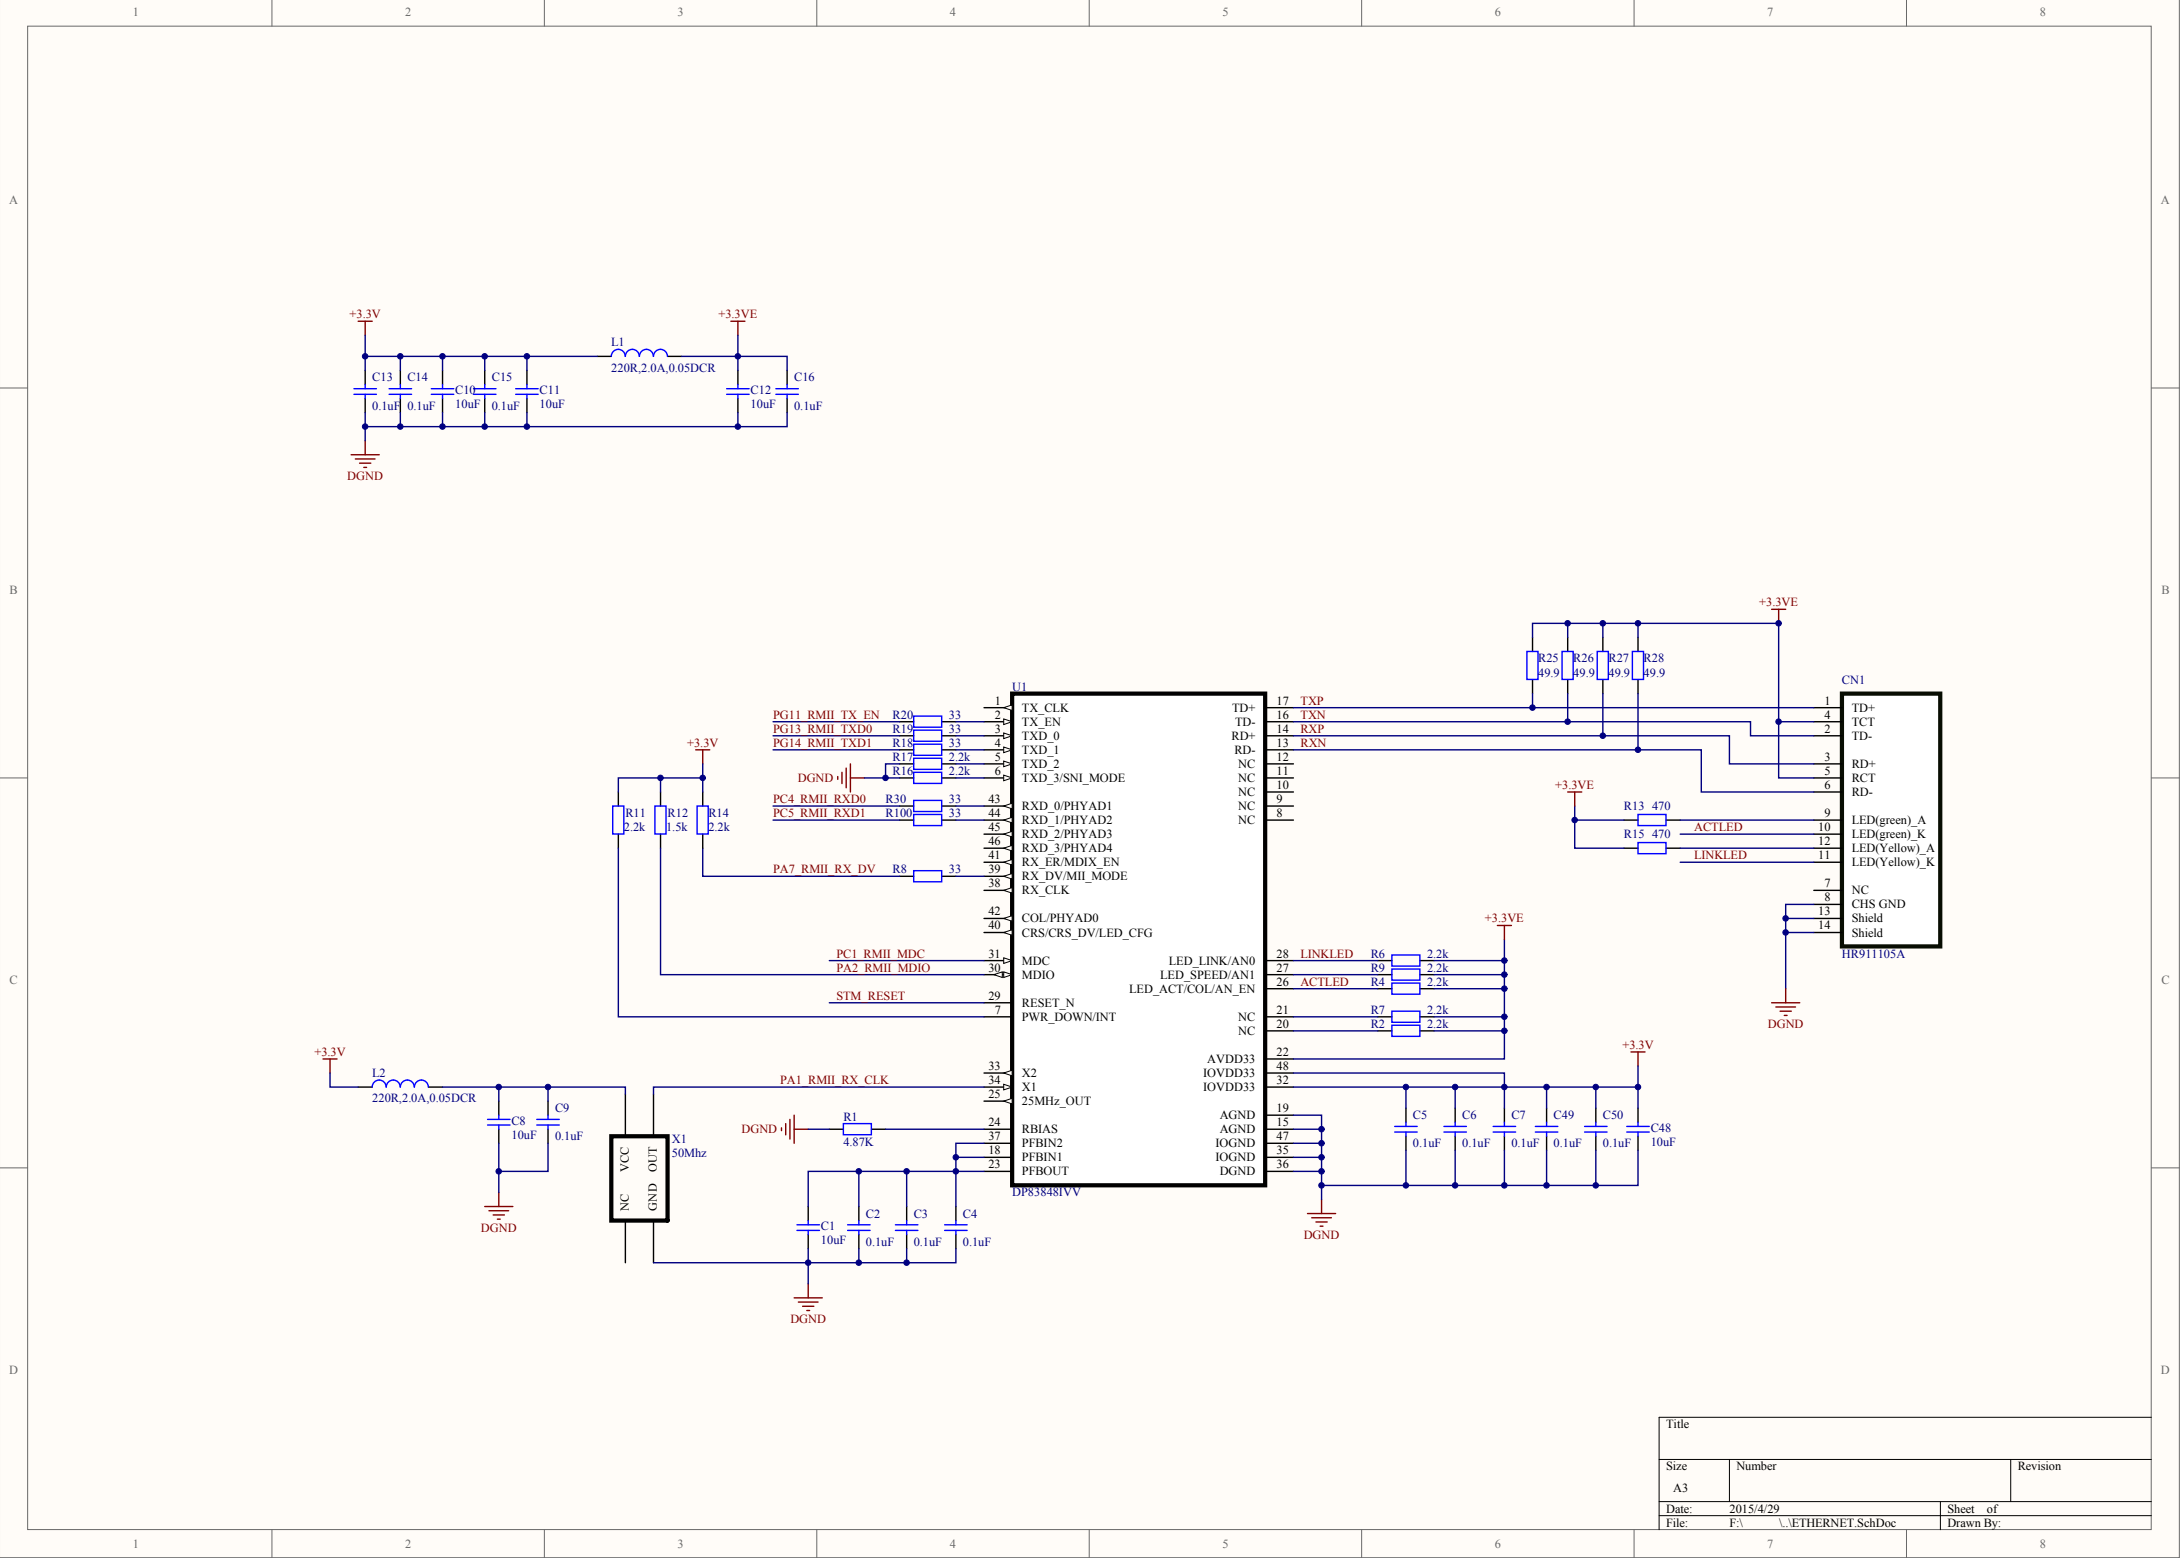 1 2 3 4 5 6 7 8
A A
+3.3V +3.3VE
L1
220R,2.0A,0.05DCR
C13 C14 C10 C15 C11 C12 C16
0.1uF 0.1uF 10uF 0.1uF 10uF 10uF 0.1uF
DGND
B B
+3.3VE
R25 R26 R27 R28
49.9 49.9 49.9 49.9
U1
CN1
1 TX_CLK TD+ 17 TXP 1 TD+
PG11_RMII_TX_EN R20 33 2 TX_EN TD- 16 TXN 4 TCT
PG13_RMII_TXD0 R19 33 3 TXD_0 RD+ 14 RXP 2 TD-
PG14_RMII_TXD1 R18 33 4 TXD_1 RD- 13 RXN
R17 2.2k 5 TXD_2 NC 12 3 RD+
DGND R16 2.2k 6 TXD_3/SNI_MODE NC 11 5 RCT
NC 10 6 RD-
+3.3V
+3.3VE
PC4_RMII_RXD0 R30 33 43 RXD_0/PHYAD1 NC 9
PC5_RMII_RXD1 R100 33 44 RXD_1/PHYAD2 NC 8
R11 R12 R14
2.2k 1.5k 2.2k
R13 470 9 LED(green)_A
ACTLED 10 LED(green)_K
R15 470 12 LED(Yellow)_A
LINKLED 11 LED(Yellow)_K
45 RXD_2/PHYAD3
46 RXD_3/PHYAD4
41 RX_ER/MDIX_EN
PA7_RMII_RX_DV R8 33 39 RX_DV/MII_MODE
38 RX_CLK
7 NC
8 CHS GND
13 Shield
14 Shield
HR911105A
DGND
42 COL/PHYAD0
40 CRS/CRS_DV/LED_CFG
+3.3VE
C C
PC1_RMII_MDC 31 MDC LED_LINK/AN0 28 LINKLED R6 2.2k
PA2_RMII_MDIO 30 MDIO LED_SPEED/AN1 27 R9 2.2k
LED_ACT/COL/AN_EN 26 ACTLED R4 2.2k
STM_RESET 29 RESET_N
7 PWR_DOWN/INT NC 21 R7 2.2k
NC 20 R2 2.2k
+3.3V
L2
220R,2.0A,0.05DCR
C8 C9
10uF 0.1uF
DGND
33 X2 AVDD33 22
PA1_RMII_RX_CLK 34 X1 IOVDD33 48
25 25MHz_OUT IOVDD33 32
+3.3V
DGND R1 4.87K 24 RBIAS AGND 19
37 PFBIN2 AGND 15
18 PFBIN1 IOGND 47
23 PFBOUT IOGND 35
DGND 36
DP83848IVV
DGND
C5 C6 C7 C49 C50 C48
0.1uF 0.1uF 0.1uF 0.1uF 0.1uF 10uF
X1
50Mhz
VCC OUT
NC GND
C1 C2 C3 C4
10uF 0.1uF 0.1uF 0.1uF
DGND
D D
Title
Size Number Revision
A3
Date: 2015/4/29 Sheet of
File: F:\ \..\ETHERNET.SchDoc Drawn By:
1 2 3 4 5 6 7 8